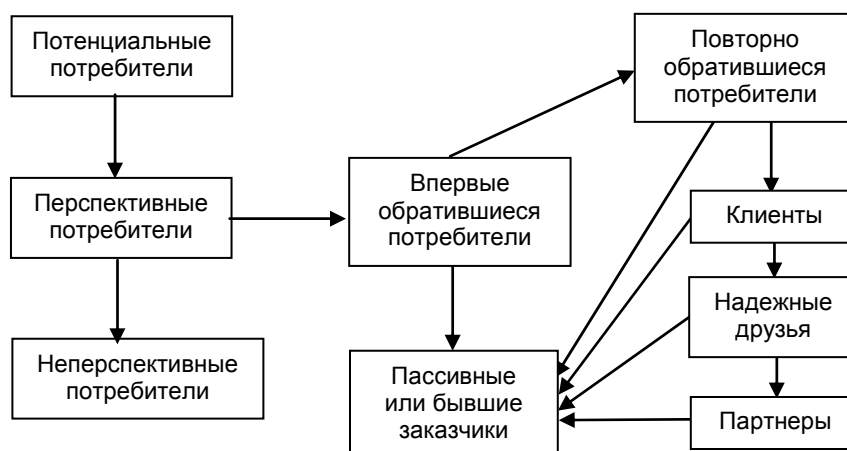 Потенциальные
потребители
Перспективные
потребители
Неперспективные
потребители
Впервые
обратившиеся
потребители
Пассивные
или бывшие
заказчики
Повторно
обратившиеся
потребители
Клиенты
Надежные
друзья
Партнеры